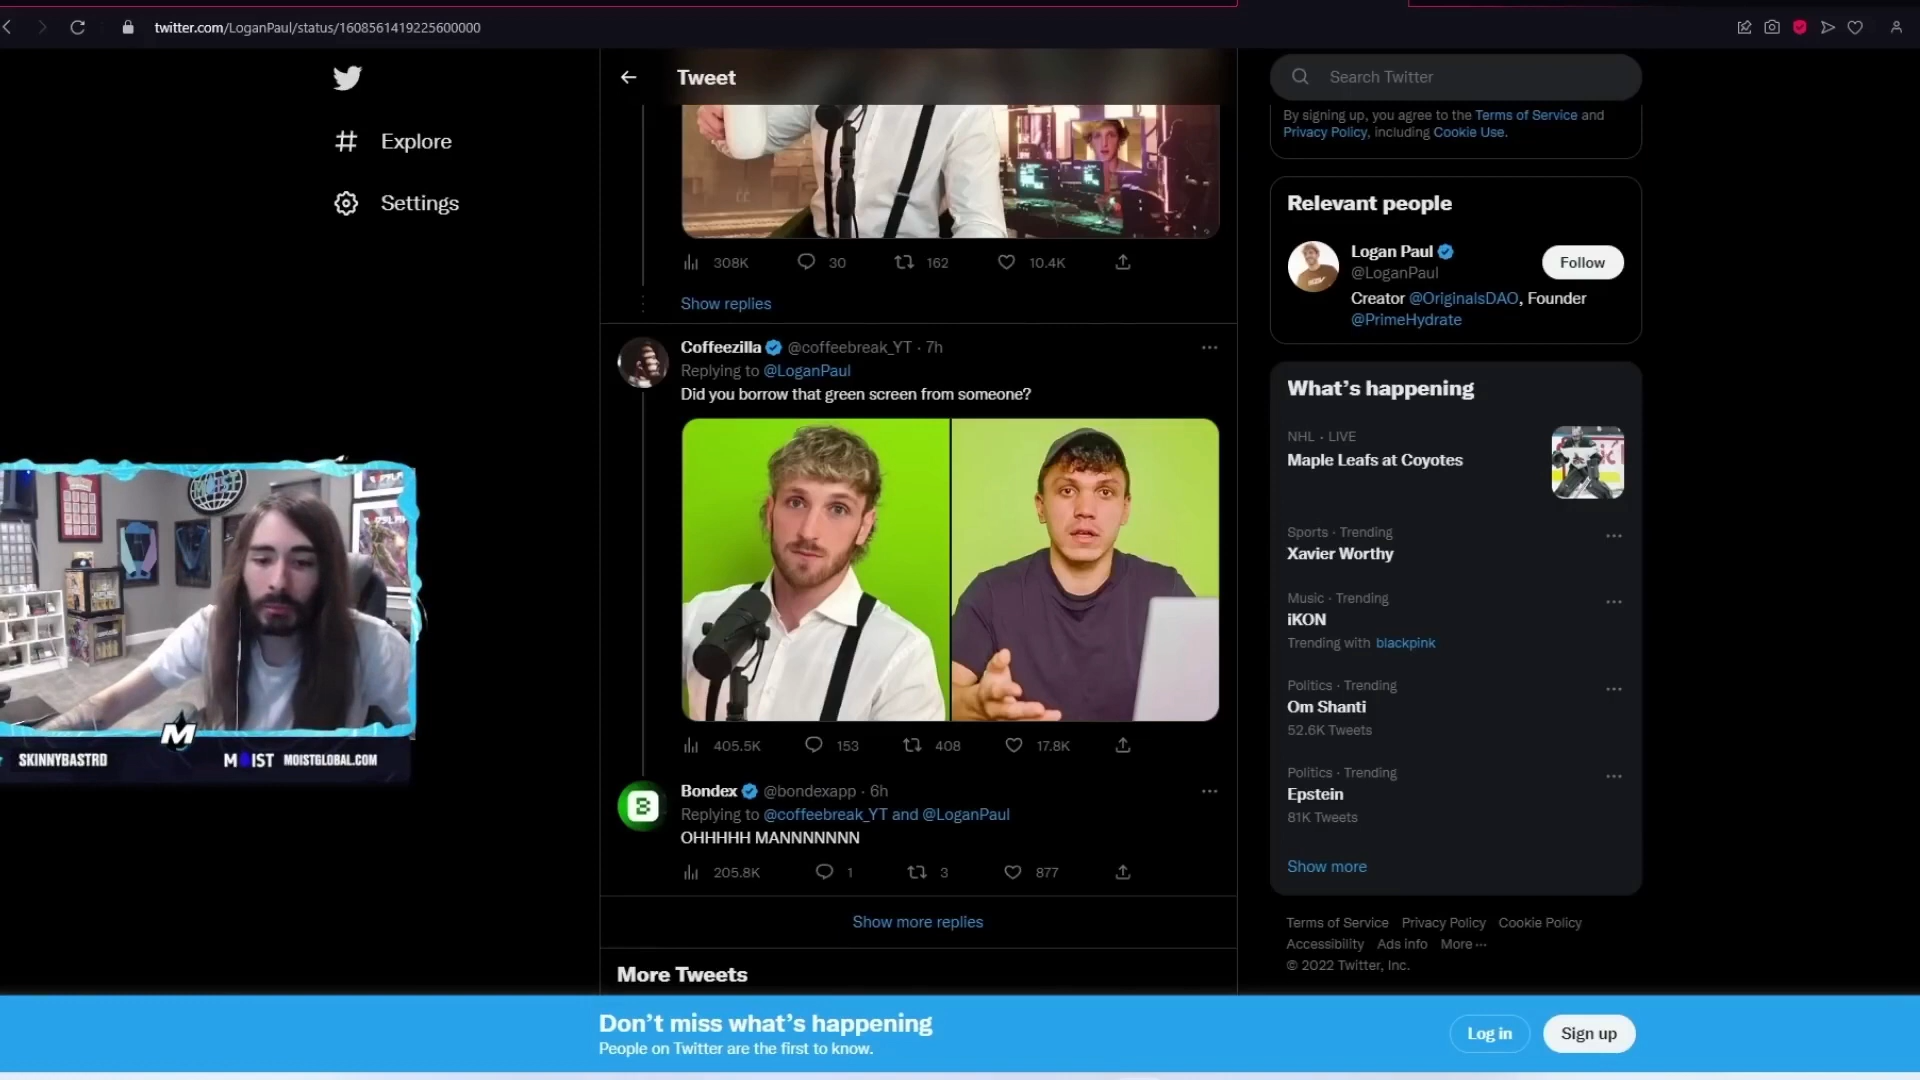 twitter.com/LoganPaul/status/1608561419225600000
Explore
Settings
Tweet
308K 30 162 10.4K
Show replies
Coffeezilla @coffeebreak_YT · 7h
Replying to @LoganPaul
Did you borrow that green screen from someone?
405.5K 153 408 17.8K
Bondex @bondexapp · 6h
Replying to @coffeebreak_YT and @LoganPaul
OHHHHH MANNNNNNN
205.8K 1 3 877
Show more replies
More Tweets
Search Twitter
By signing up, you agree to the Terms of Service and
Privacy Policy, including Cookie Use.
Relevant people
Logan Paul
@LoganPaul
Follow
Creator @OriginalsDAO, Founder
@PrimeHydrate
What's happening
NHL · LIVE
Maple Leafs at Coyotes
Sports · Trending
Xavier Worthy
Music · Trending
iKON
Trending with blackpink
Politics · Trending
Om Shanti
52.6K Tweets
Politics · Trending
Epstein
81K Tweets
Show more
Terms of Service Privacy Policy Cookie Policy
Accessibility Ads info More ···
© 2022 Twitter, Inc.
MOIST
SKINNYBASTRD
M
MOIST MOISTGLOBAL.COM
Don't miss what's happening
People on Twitter are the first to know.
Log in
Sign up